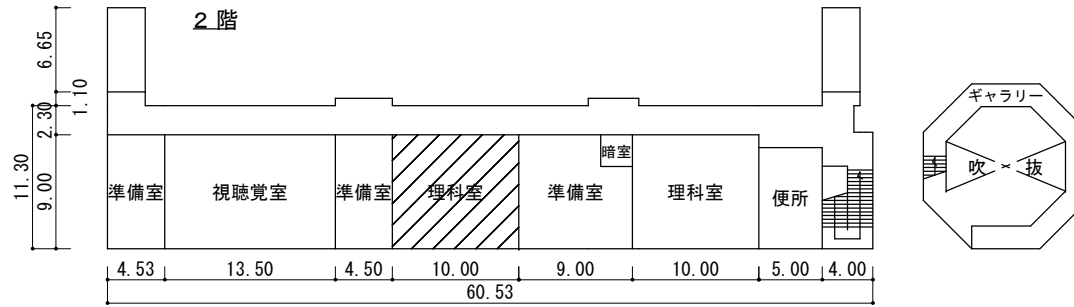 2 階
6.65
1.10
2.30
11.30
9.00
ギャラリー
吹 抜
準備室
視聴覚室
準備室
理科室
準備室
暗室
理科室
便所
4.53
13.50
4.50
10.00
9.00
10.00
5.00
4.00
60.53